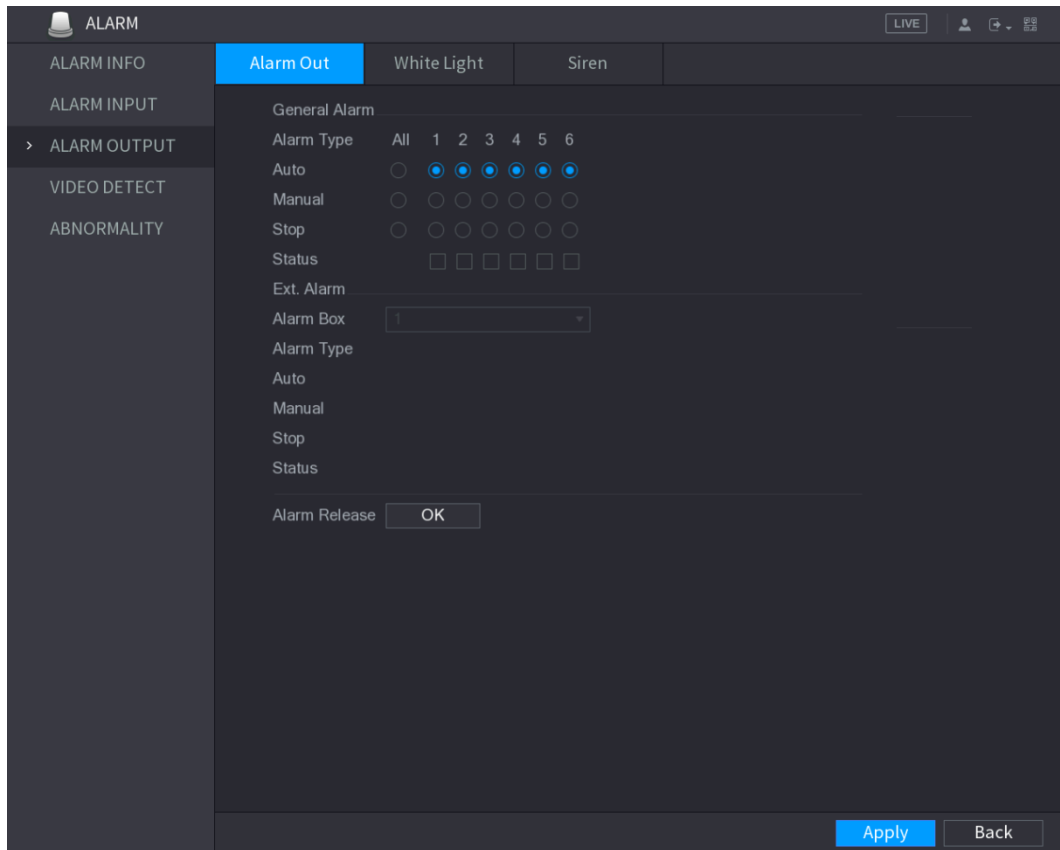 ALARM
LIVE
ALARM INFO
ALARM INPUT
> ALARM OUTPUT
VIDEO DETECT
ABNORMALITY
Alarm Out White Light Siren
General Alarm
Alarm Type All 1 2 3 4 5 6
Auto
Manual
Stop
Status
Ext. Alarm
Alarm Box 1
Alarm Type
Auto
Manual
Stop
Status
Alarm Release OK
Apply Back